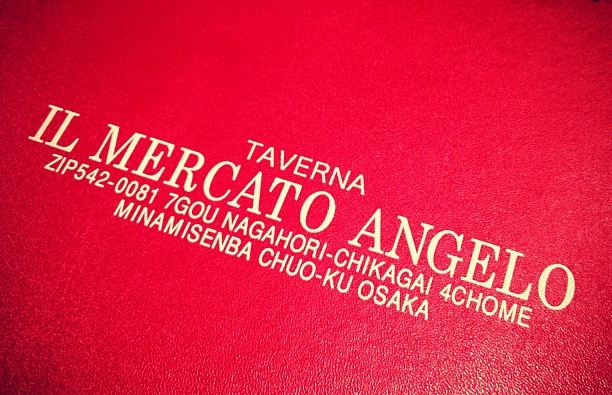 TAVERNA
IL MERCATO ANGELO
ZIP542-0081 7GOU NAGAHORI-CHIKAGAI 4CHOME
MINAMISENBA CHUO-KU OSAKA